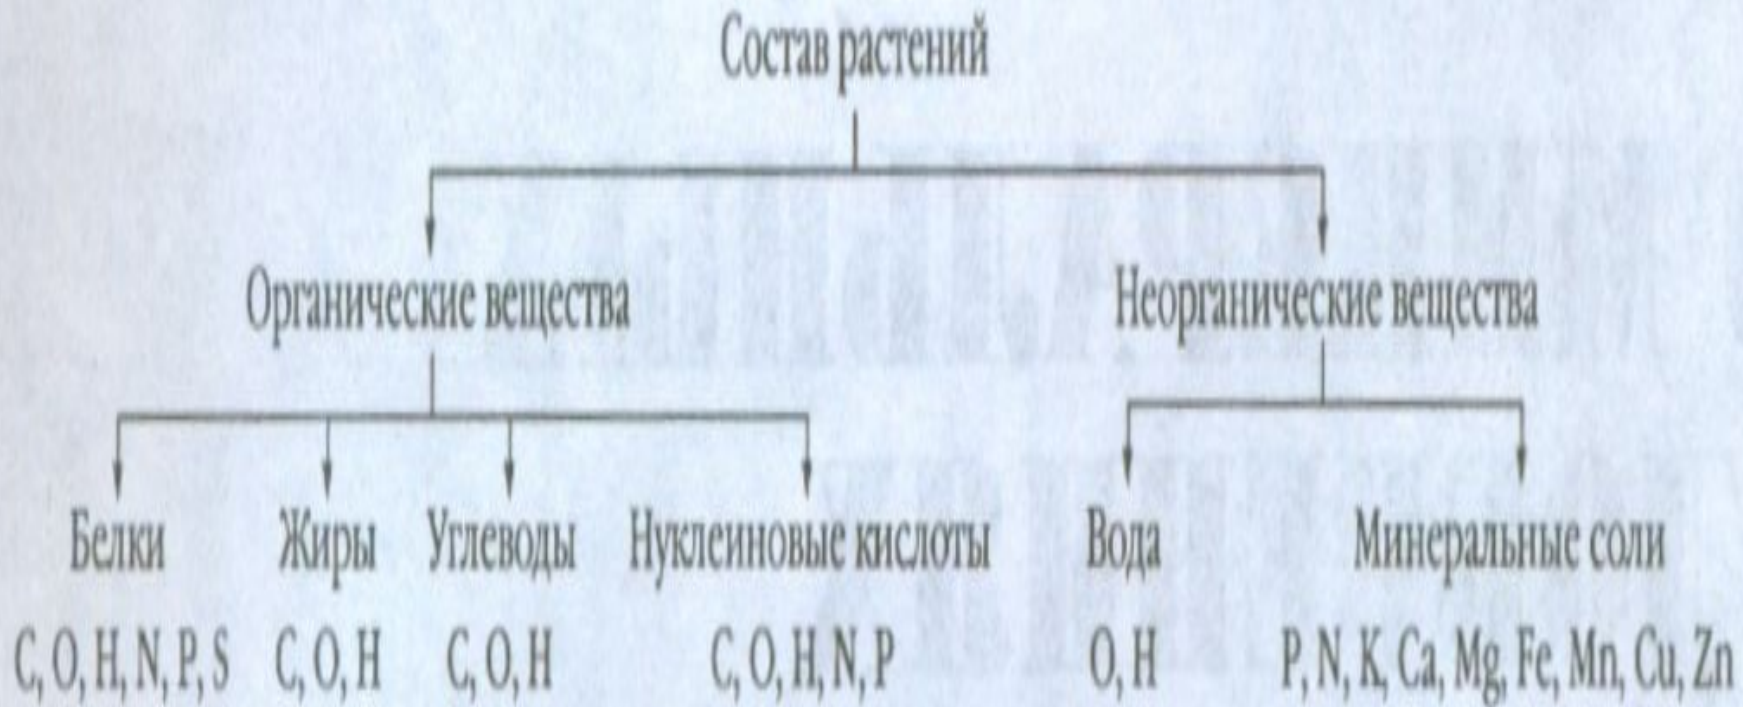 Состав растений
Органические вещества Неорганические вещества
Белки Жиры Углеводы Нуклеиновые кислоты Вода Минеральные соли
C, O, H, N, P, S C, O, H C, O, H C, O, H, N, P O, H P, N, K, Ca, Mg, Fe, Mn, Cu, Zn